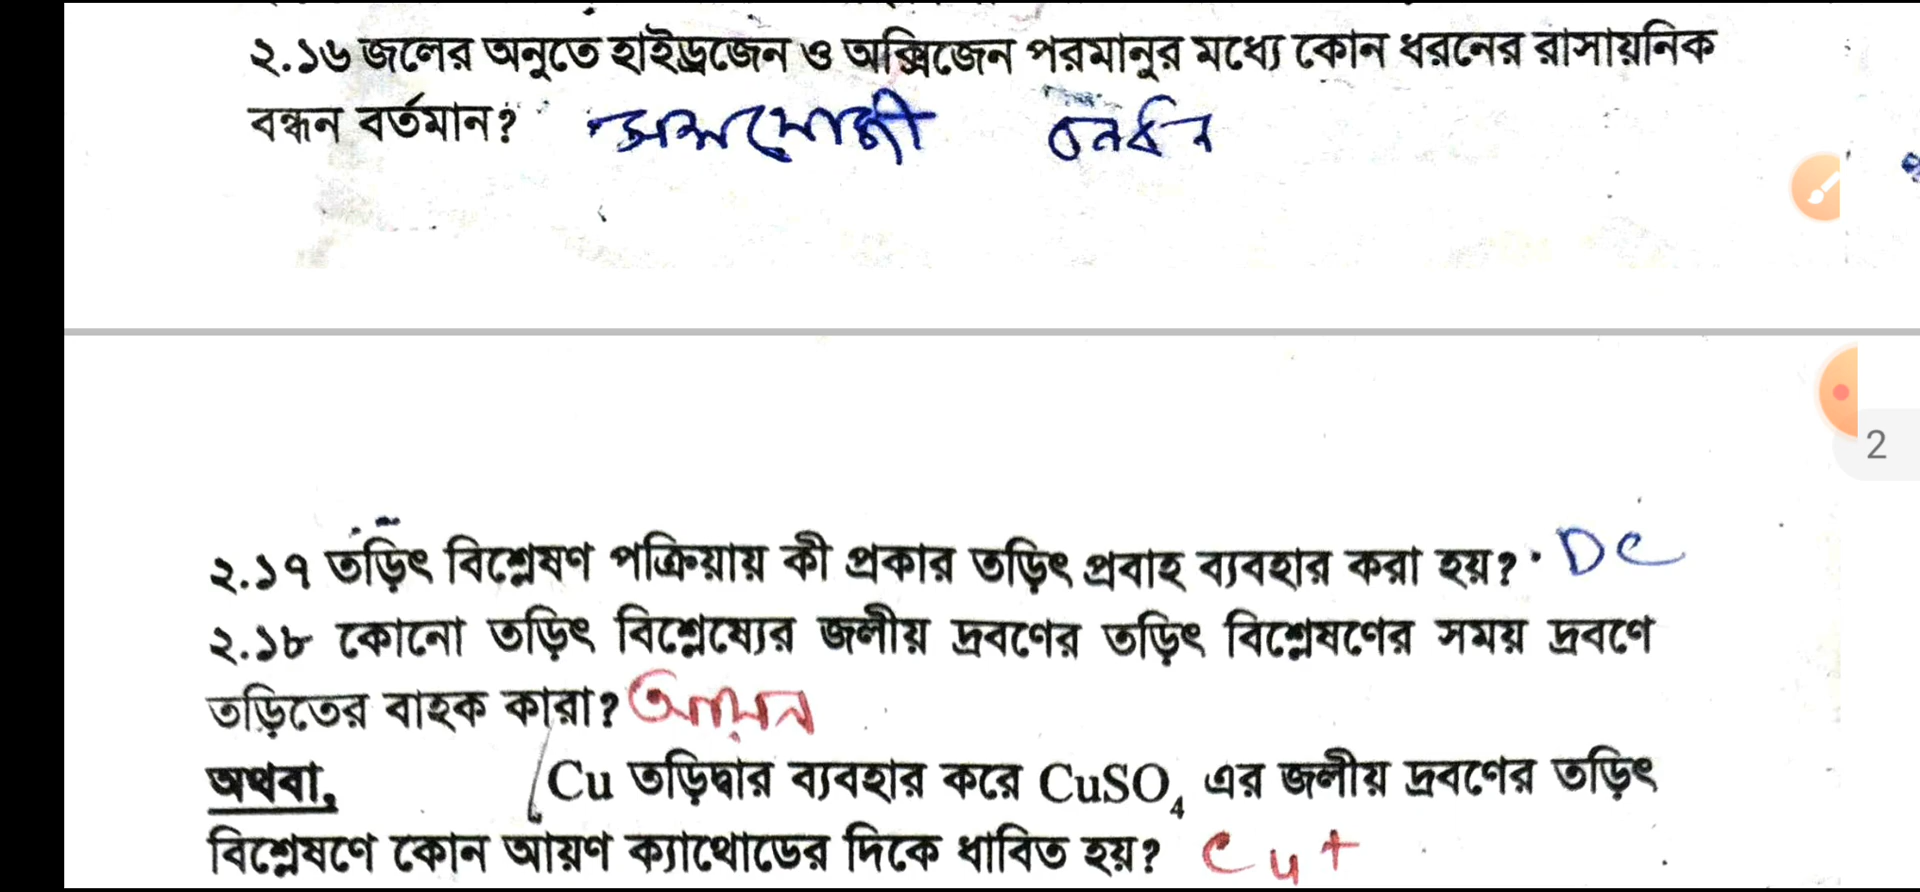 ২.১৬ জলের অনুতে হাইড্রজেন ও অক্সিজেন পরমানুর মধ্যে কোন ধরনের রাসায়নিক
বন্ধন বর্তমান? সমযোজী
2
২.১৭ তড়িৎ বিশ্লেষণ পক্রিয়ায় কী প্রকার তড়িৎ প্রবাহ ব্যবহার করা হয়? DC
২.১৮ কোনো তড়িৎ বিশ্লেষ্যের জলীয় দ্রবণের তড়িৎ বিশ্লেষণের সময় দ্রবণে
তড়িতের বাহক কারা? আয়ন
অথবা, Cu তড়িদ্বার ব্যবহার করে CuSO₄ এর জলীয় দ্রবণের তড়িৎ
বিশ্লেষণে কোন আয়ণ ক্যাথোডের দিকে ধাবিত হয়? Cu+